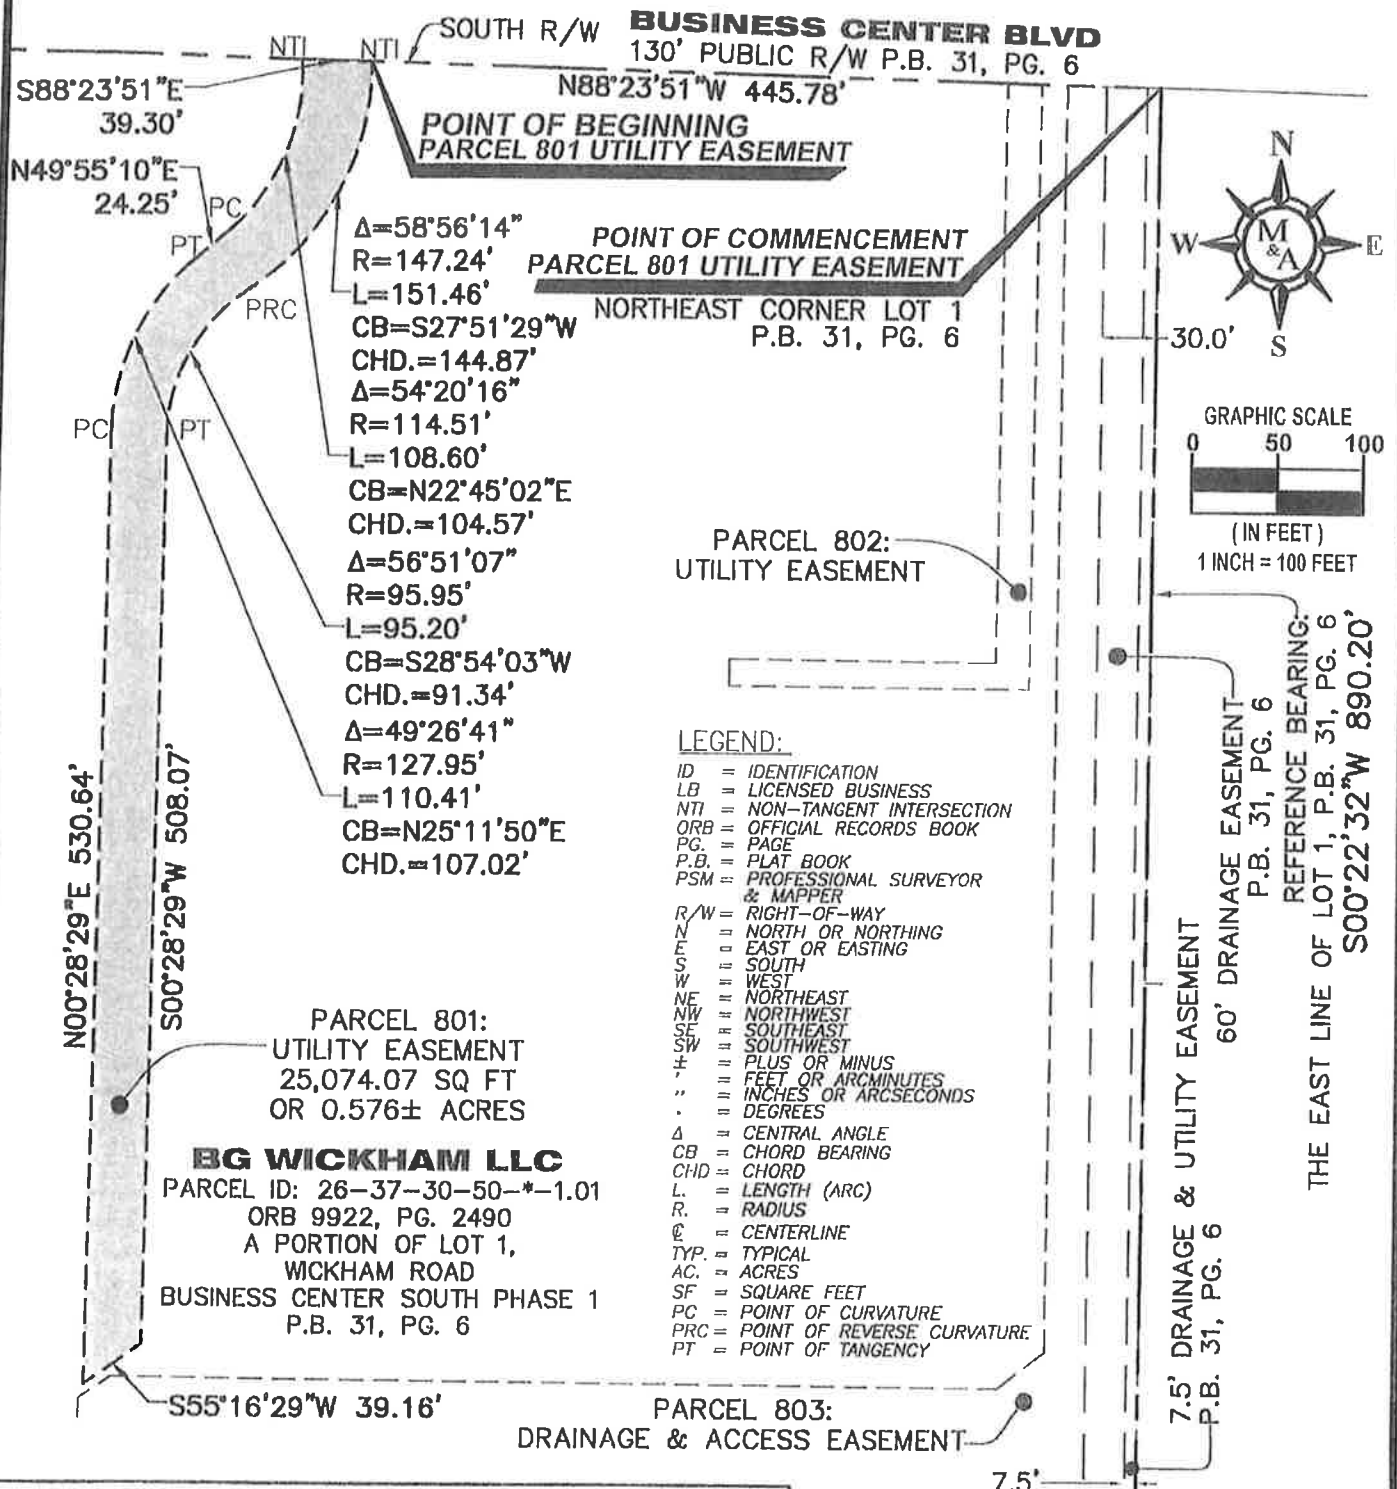 SOUTH R/W
BUSINESS CENTER BLVD
130' PUBLIC R/W P.B. 31, PG. 6
NTI
NTI
N88°23'51"W 445.78'
S88°23'51"E
39.30'
POINT OF BEGINNING
PARCEL 801 UTILITY EASEMENT
N49°55'10"E
24.25'
PC
PT
PRC
PC
PT
POINT OF COMMENCEMENT
PARCEL 801 UTILITY EASEMENT
NORTHEAST CORNER LOT 1
P.B. 31, PG. 6
N
W
E
S
M
&
A
30.0'
Δ=58°56'14"
R=147.24'
L=151.46'
CB=S27°51'29"W
CHD.=144.87'
Δ=54°20'16"
R=114.51'
L=108.60'
CB=N22°45'02"E
CHD.=104.57'
Δ=56°51'07"
R=95.95'
L=95.20'
CB=S28°54'03"W
CHD.=91.34'
Δ=49°26'41"
R=127.95'
L=110.41'
CB=N25°11'50"E
CHD.=107.02'
GRAPHIC SCALE
0 50 100
(IN FEET)
1 INCH = 100 FEET
PARCEL 802:
UTILITY EASEMENT
LEGEND:
ID = IDENTIFICATION
LB = LICENSED BUSINESS
NTI = NON-TANGENT INTERSECTION
ORB = OFFICIAL RECORDS BOOK
PG. = PAGE
P.B. = PLAT BOOK
PSM = PROFESSIONAL SURVEYOR
& MAPPER
R/W = RIGHT-OF-WAY
N = NORTH OR NORTHING
E = EAST OR EASTING
S = SOUTH
W = WEST
NE = NORTHEAST
NW = NORTHWEST
SE = SOUTHEAST
SW = SOUTHWEST
± = PLUS OR MINUS
' = FEET OR ARCMINUTES
" = INCHES OR ARCSECONDS
° = DEGREES
Δ = CENTRAL ANGLE
CB = CHORD BEARING
CHD = CHORD
L. = LENGTH (ARC)
R. = RADIUS
℄ = CENTERLINE
TYP. = TYPICAL
AC. = ACRES
SF = SQUARE FEET
PC = POINT OF CURVATURE
PRC = POINT OF REVERSE CURVATURE
PT = POINT OF TANGENCY
N00°28'29"E 530.64'
S00°28'29"W 508.07'
PARCEL 801:
UTILITY EASEMENT
25,074.07 SQ FT
OR 0.576± ACRES
BG WICKHAM LLC
PARCEL ID: 26-37-30-50-*-1.01
ORB 9922, PG. 2490
A PORTION OF LOT 1,
WICKHAM ROAD
BUSINESS CENTER SOUTH PHASE 1
P.B. 31, PG. 6
S55°16'29"W 39.16'
PARCEL 803:
DRAINAGE & ACCESS EASEMENT
7.5'
7.5' DRAINAGE & UTILITY EASEMENT
P.B. 31, PG. 6
60' DRAINAGE EASEMENT
P.B. 31, PG. 6
REFERENCE BEARING:
THE EAST LINE OF LOT 1, P.B. 31, PG. 6
S00°22'32"W 890.20'